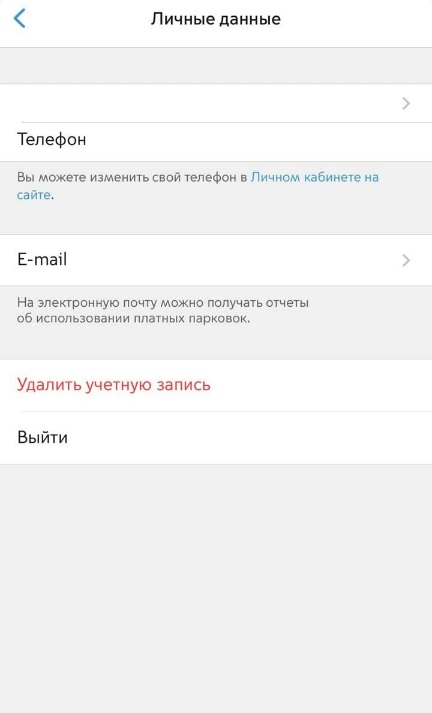 Личные данные
Телефон
Вы можете изменить свой телефон в Личном кабинете на
сайте.
E-mail
На электронную почту можно получать отчеты
об использовании платных парковок.
Удалить учетную запись
Выйти